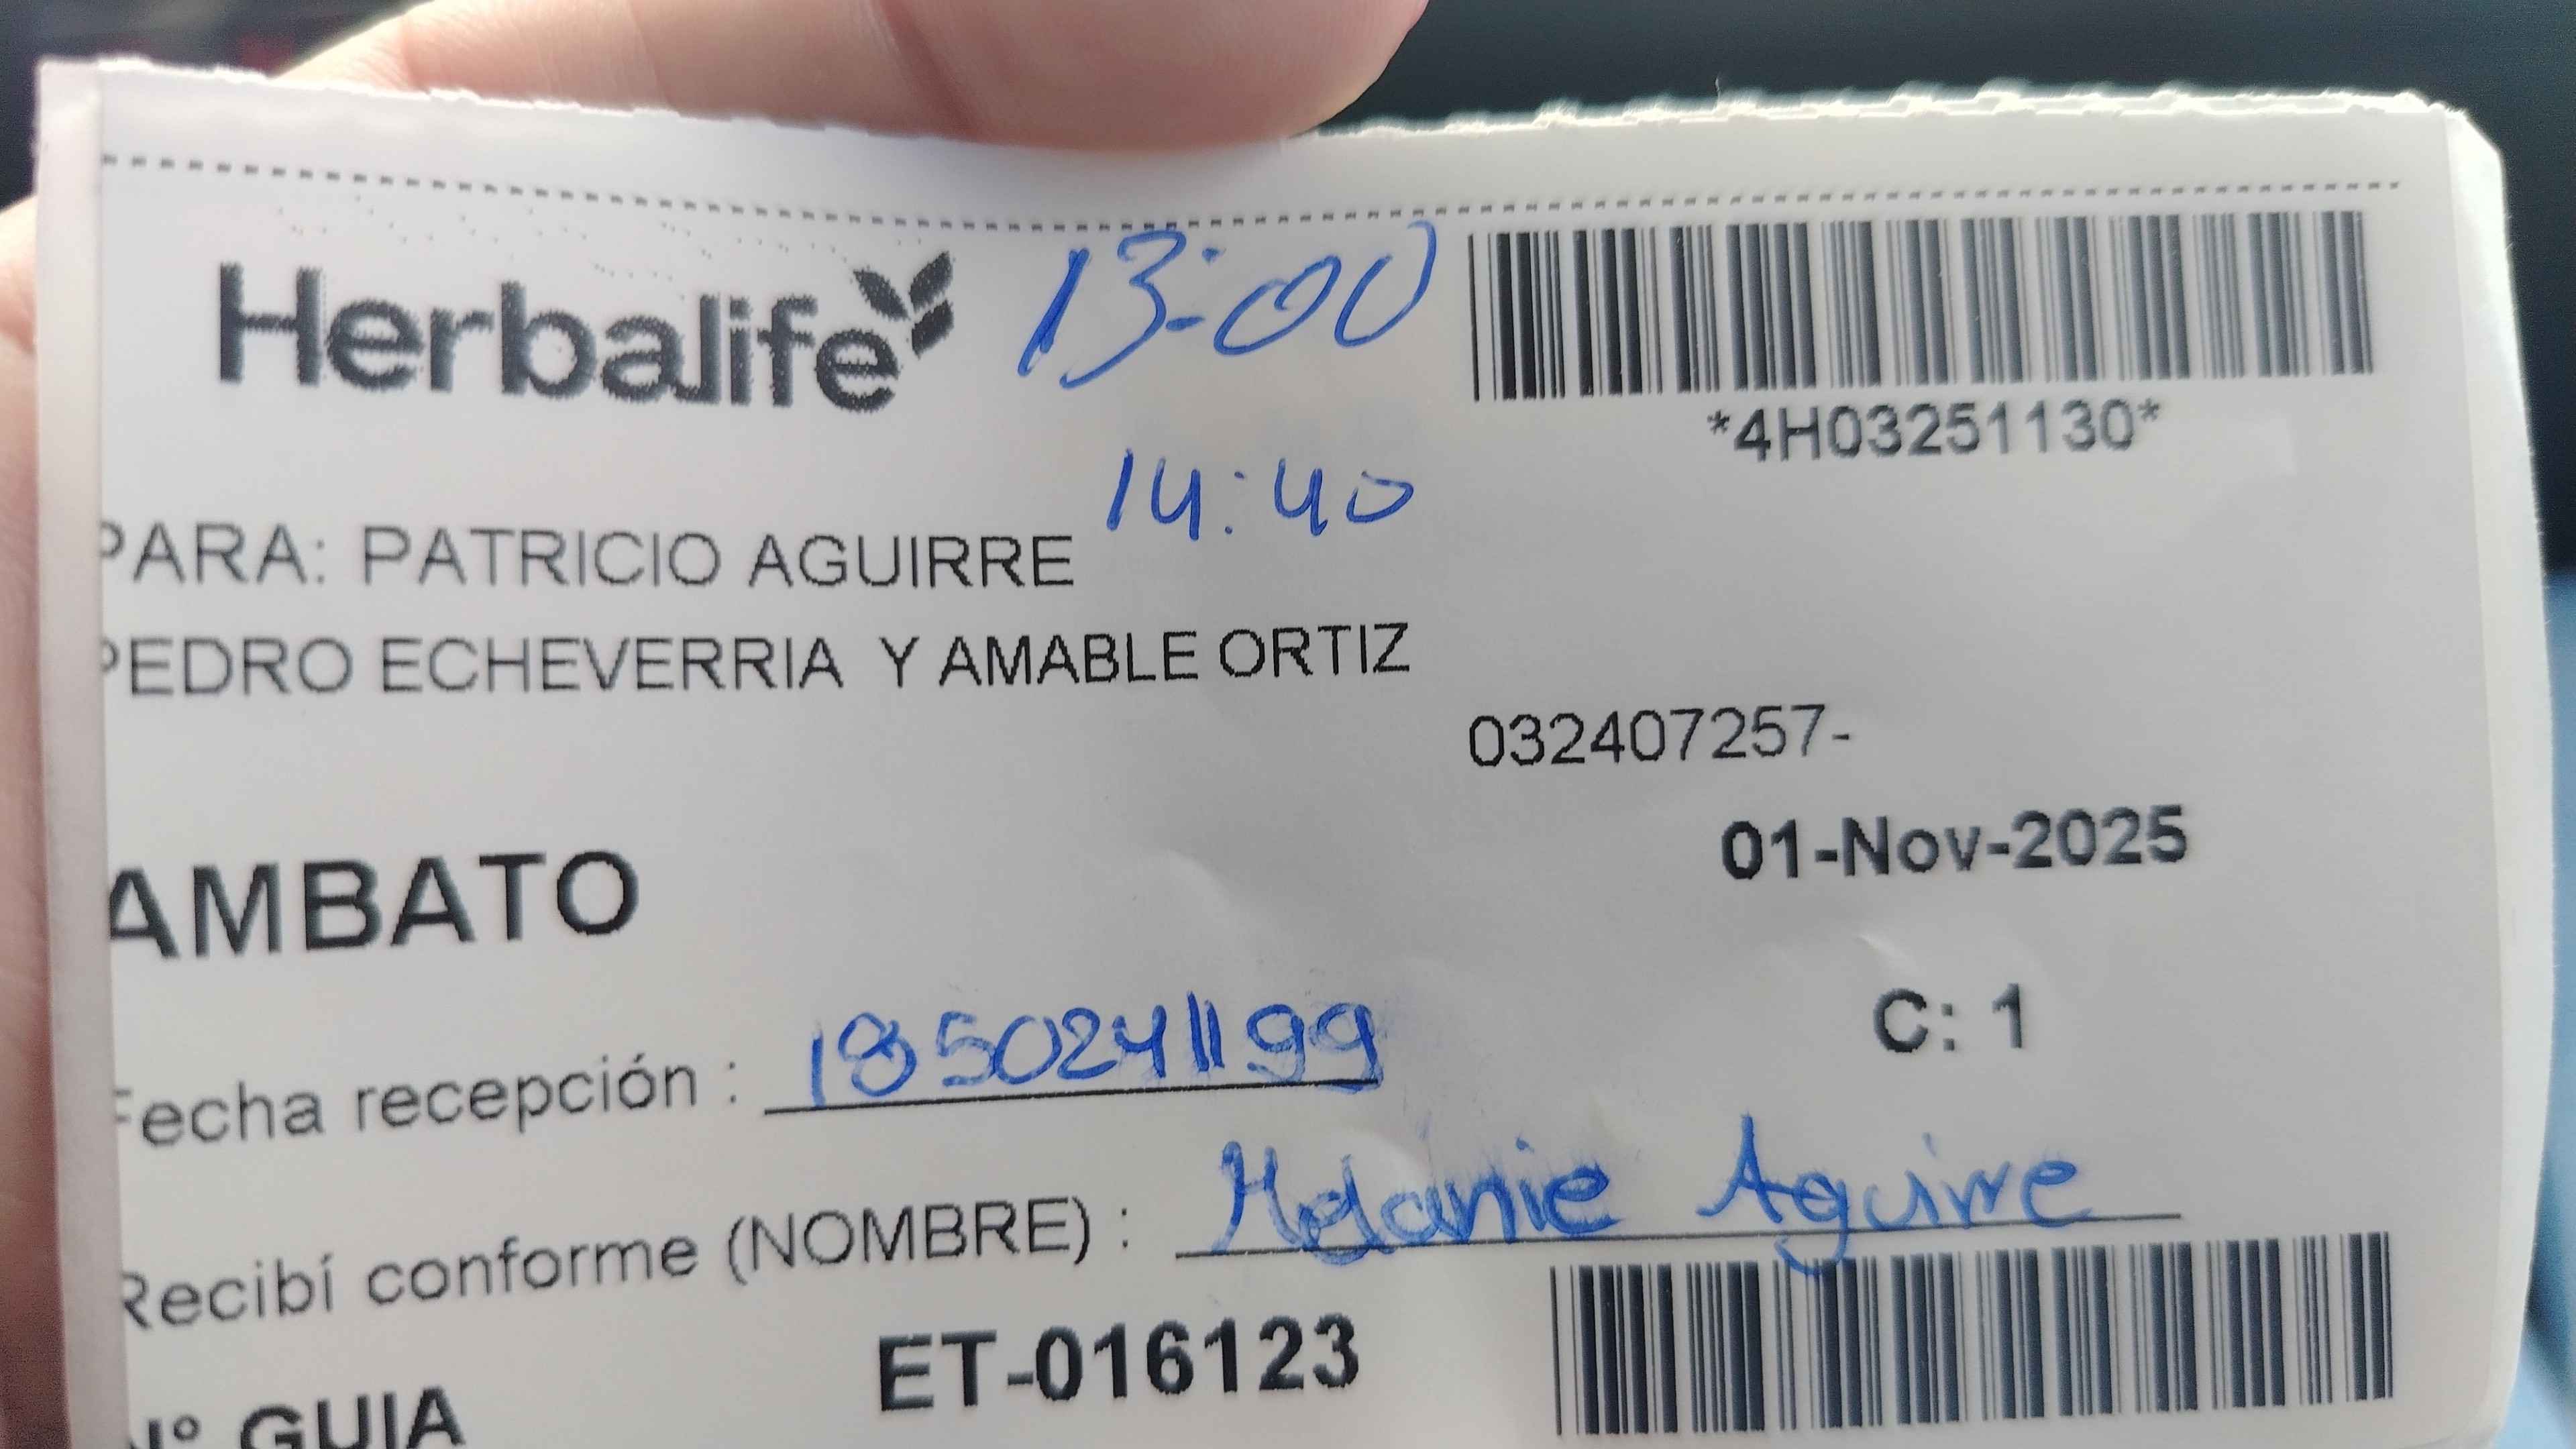 Herbalife
13:00
*4H03251130*
14:40
PARA: PATRICIO AGUIRRE
PEDRO ECHEVERRIA Y AMABLE ORTIZ
032407257-
01-Nov-2025
AMBATO
C: 1
Fecha recepción : 1850241199
Recibí conforme (NOMBRE) : Melanie Aguirre
ET-016123
Nº GUIA